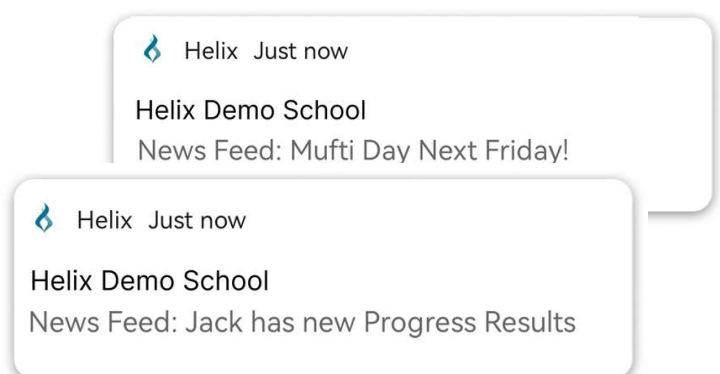 Helix Just now
Helix Demo School
News Feed: Mufti Day Next Friday!
Helix Just now
Helix Demo School
News Feed: Jack has new Progress Results